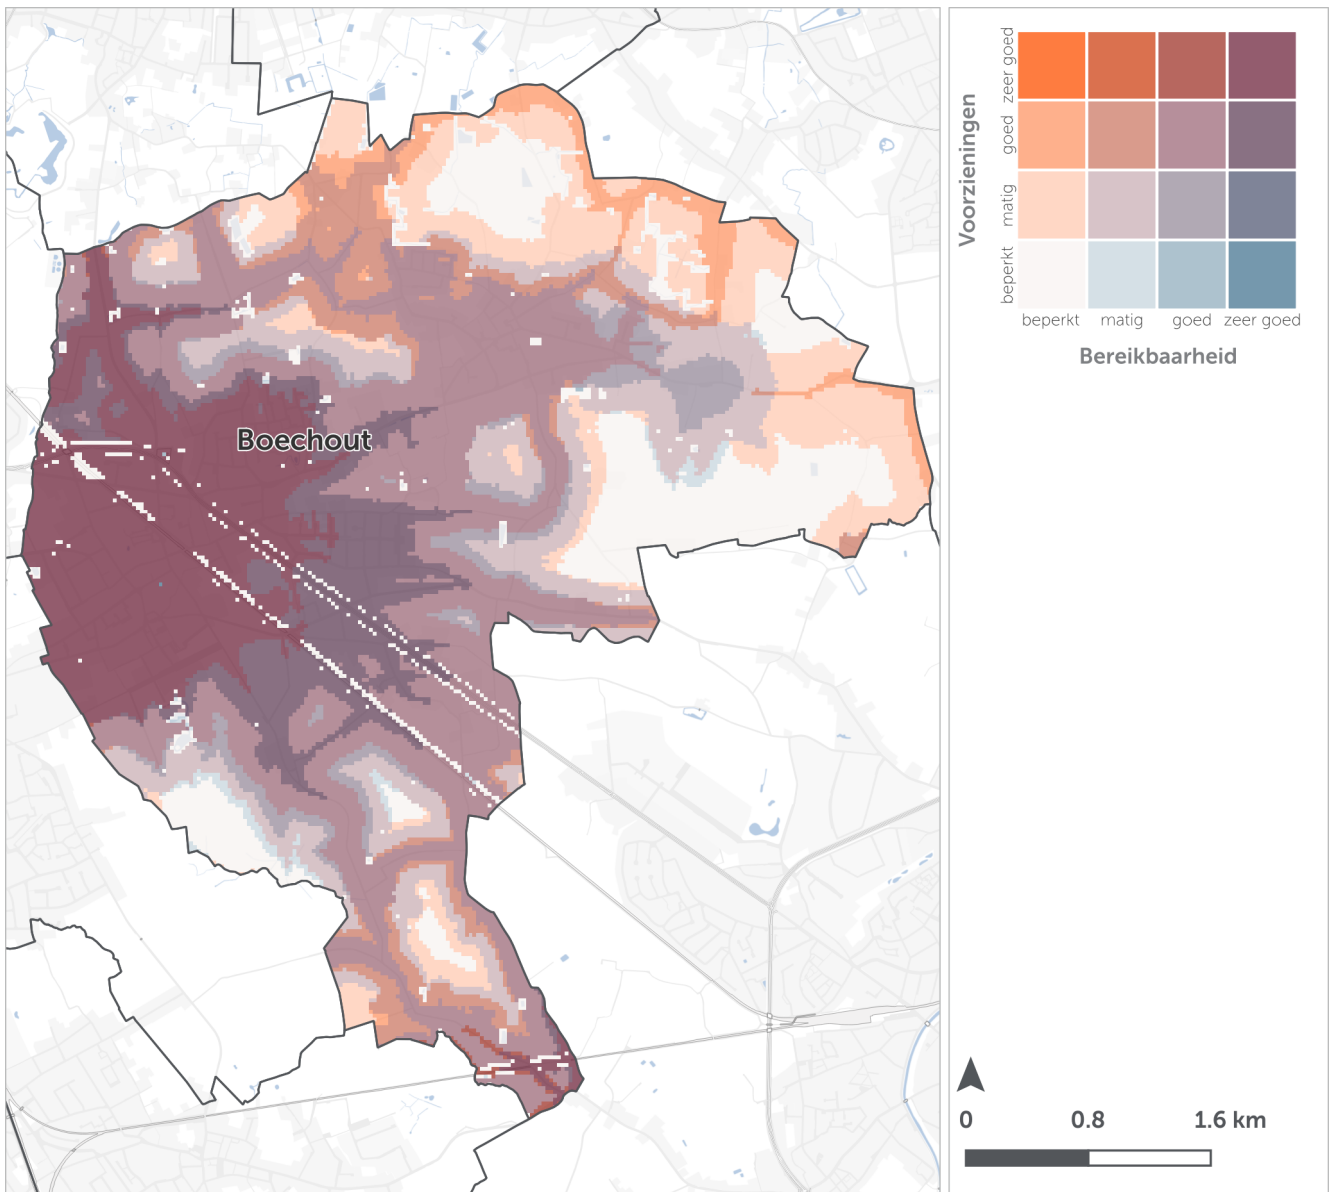 Boechout
Voorzieningen
zeer goed
goed
matig
beperkt
beperkt matig goed zeer goed
Bereikbaarheid
0 0.8 1.6 km